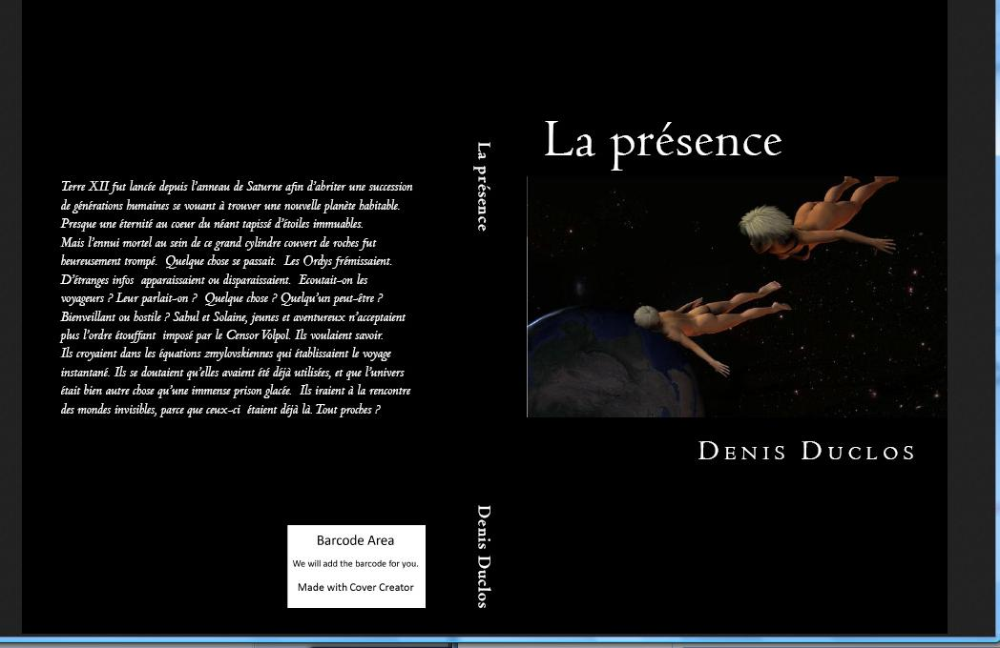 Terre XII fut lancée depuis l'anneau de Saturne afin d'abriter une succession
de générations humaines se vouant à trouver une nouvelle planète habitable.
Presque une éternité au coeur du néant tapissé d'étoiles immuables.
Mais l'ennui mortel au sein de ce grand cylindre couvert de roches fut
heureusement trompé.  Quelque chose se passait.  Les Ordys frémissaient.
D'étranges infos  apparaissaient ou disparaissaient.  Ecoutait-on les
voyageurs ? Leur parlait-on ?  Quelque chose ? Quelqu'un peut-être ?
Bienveillant ou hostile ? Sahul et Solaine, jeunes et aventureux n'acceptaient
plus l'ordre étouffant  imposé par le Censor Volpol. Ils voulaient savoir.
Ils croyaient dans les équations zmylovskiennes qui établissaient le voyage
instantané. Ils se doutaient qu'elles avaient été déjà utilisées, et que l'univers
était bien autre chose qu'une immense prison glacée.  Ils iraient à la rencontre
des mondes invisibles, parce que ceux-ci  étaient déjà là. Tout proches ?
Barcode Area
We will add the barcode for you.
Made with Cover Creator
La présence
Denis Duclos
La présence
Denis Duclos